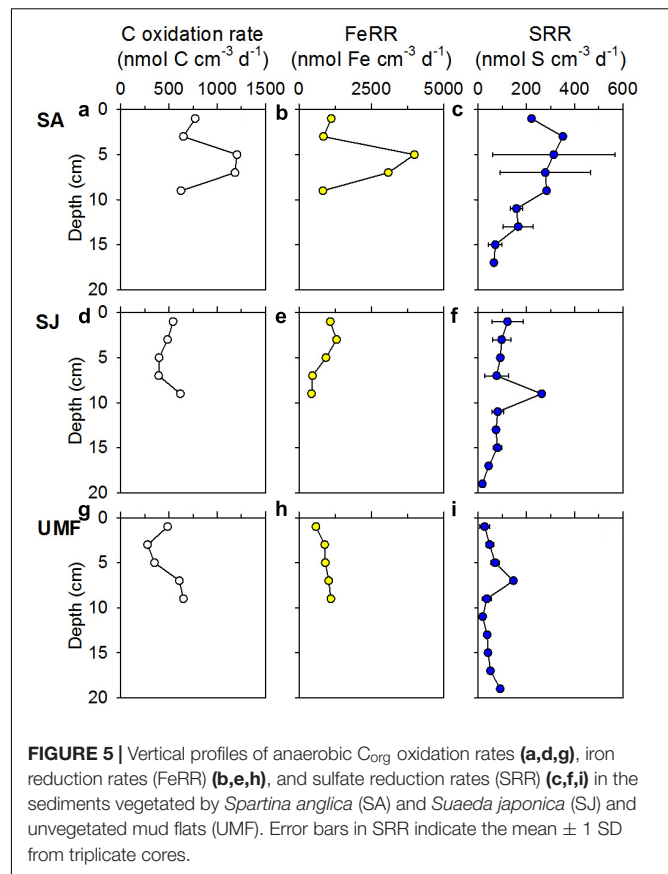 C oxidation rate FeRR SRR
(nmol C cm-3 d-1) (nmol Fe cm-3 d-1) (nmol S cm-3 d-1)
0 500 1000 1500 0 2500 5000 0 200 400 600
SA a b c
0
5
10
15
20
Depth (cm)
SJ d e f
0
5
10
15
20
Depth (cm)
UMF g h i
0
5
10
15
20
Depth (cm)
FIGURE 5 | Vertical profiles of anaerobic Corg oxidation rates (a,d,g), iron
reduction rates (FeRR) (b,e,h), and sulfate reduction rates (SRR) (c,f,i) in the
sediments vegetated by Spartina anglica (SA) and Suaeda japonica (SJ) and
unvegetated mud flats (UMF). Error bars in SRR indicate the mean ± 1 SD
from triplicate cores.